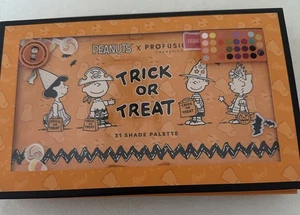 PEANUTS X PROFUSION
TRICK
OR
TREAT
21 SHADE PALETTE